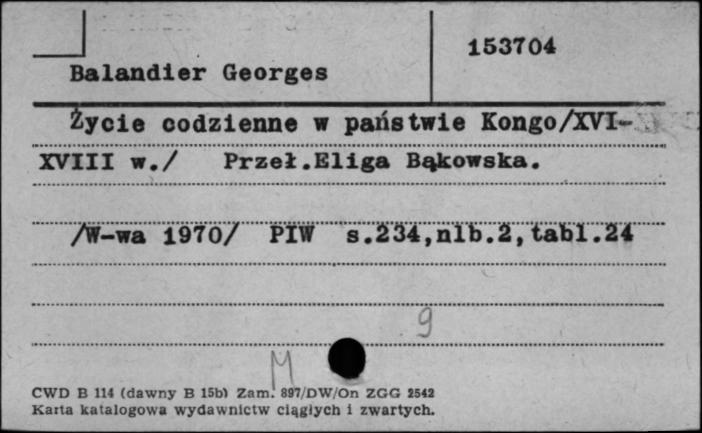 153704
Balandier Georges
Życie codzienne w państwie Kongo/XVI-
XVIII w./ Przeł.Eliga Bąkowska.
/W-wa 1970/ PIW s.234,nlb.2,tabl.24
9
M
CWD B 114 (dawny B 15b) Zam. 897/DW/On ZGG 2542
Karta katalogowa wydawnictw ciągłych i zwartych.